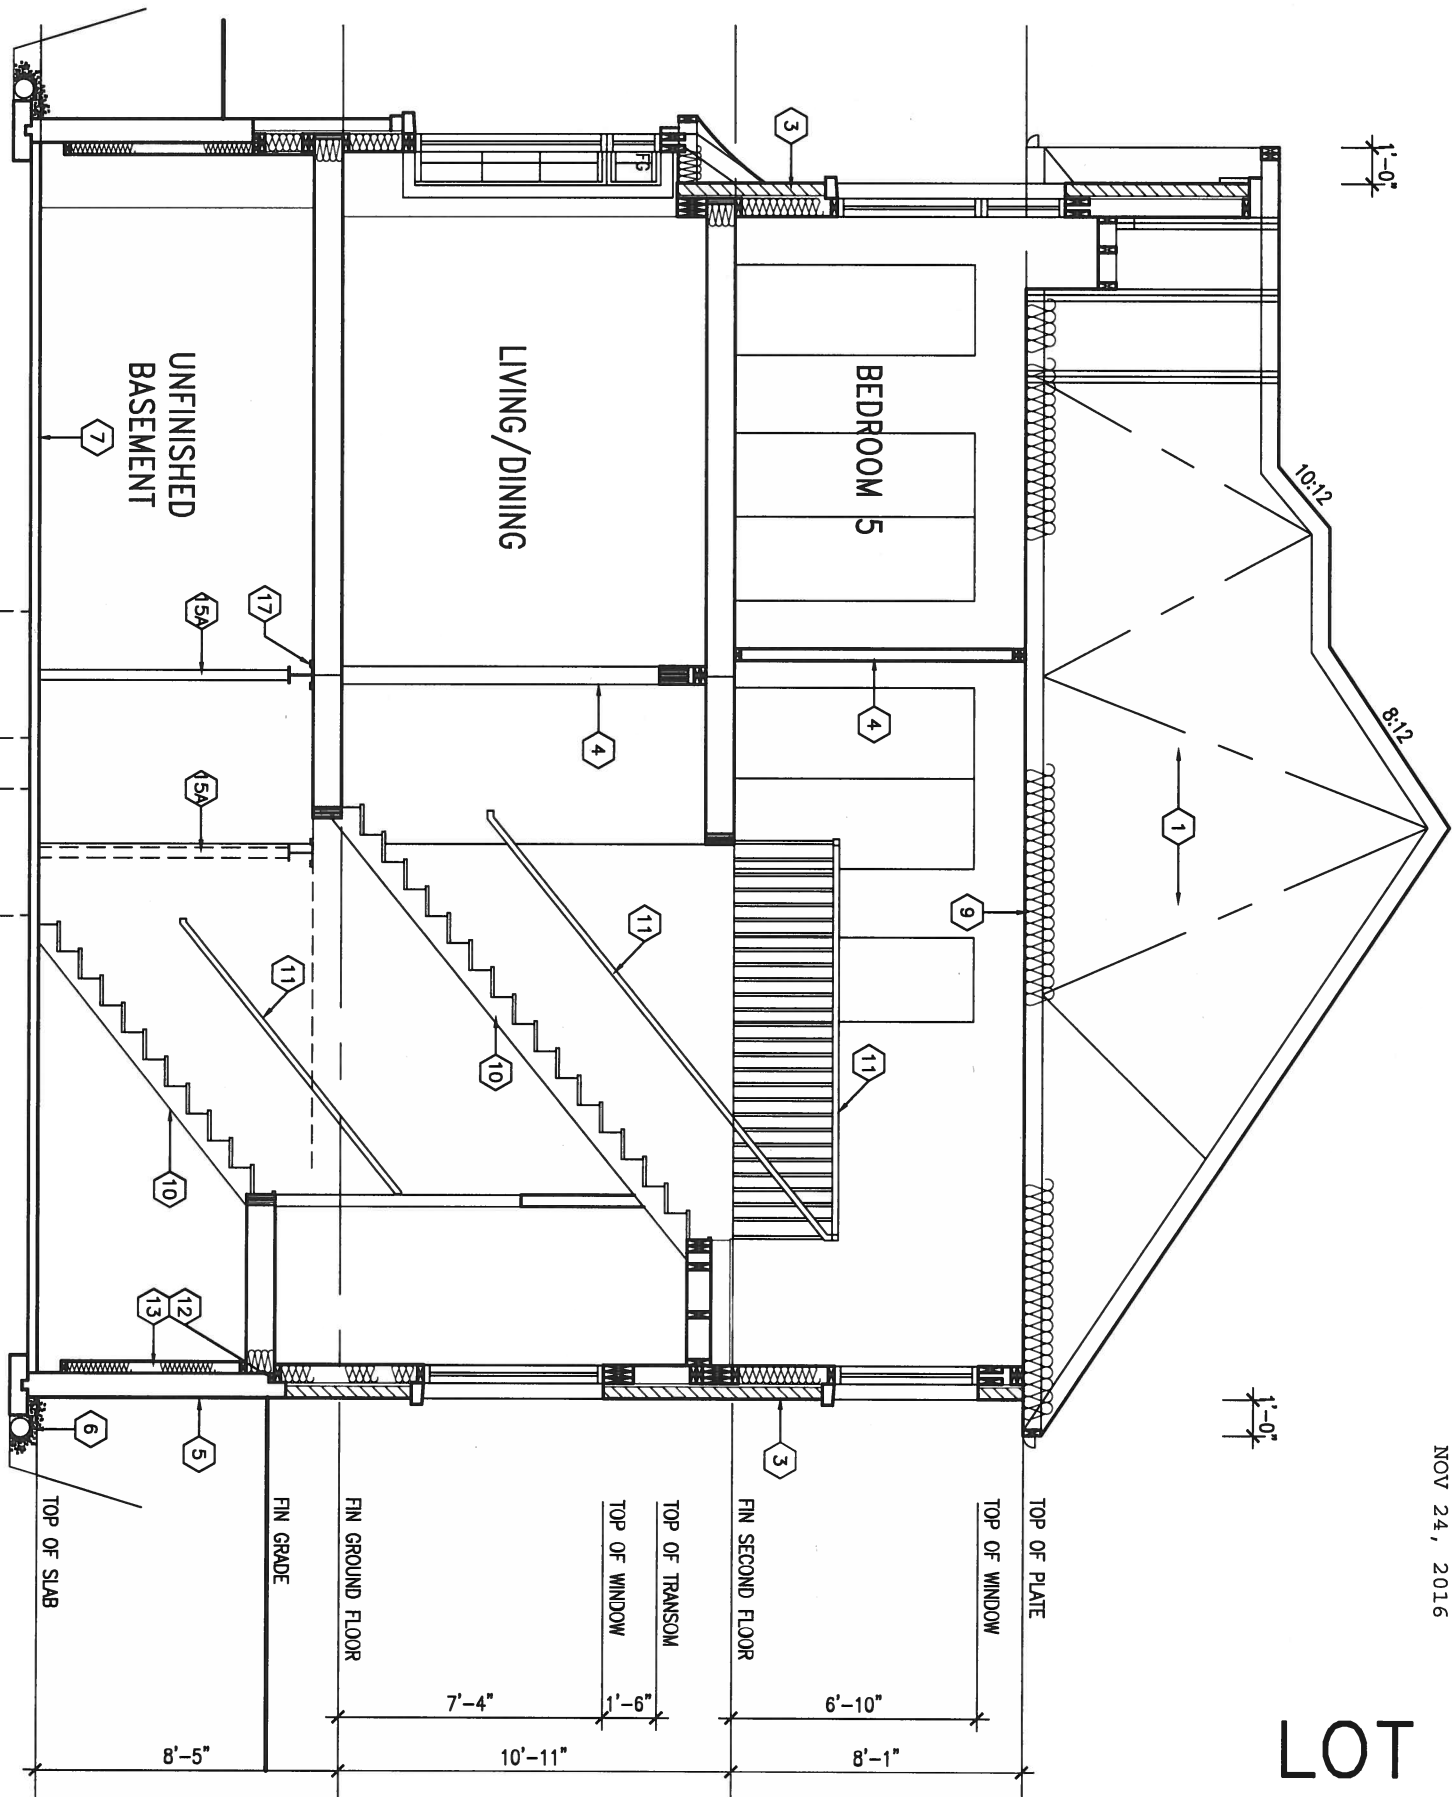 NOV 24, 2016
LOT
1'-0"
1'-0"
10:12
8:12
1
9
TOP OF PLATE
TOP OF WINDOW
BEDROOM 5
3
4
11
6'-10"
8'-1"
FIN SECOND FLOOR
3
TOP OF TRANSOM
TOP OF WINDOW
FG
LIVING/DINING
4
11
10
1'-6"
7'-4"
10'-11"
FIN GROUND FLOOR
FIN GRADE
17
11
12
13
UNFINISHED
BASEMENT
15A
15A
10
5
8'-5"
7
6
TOP OF SLAB